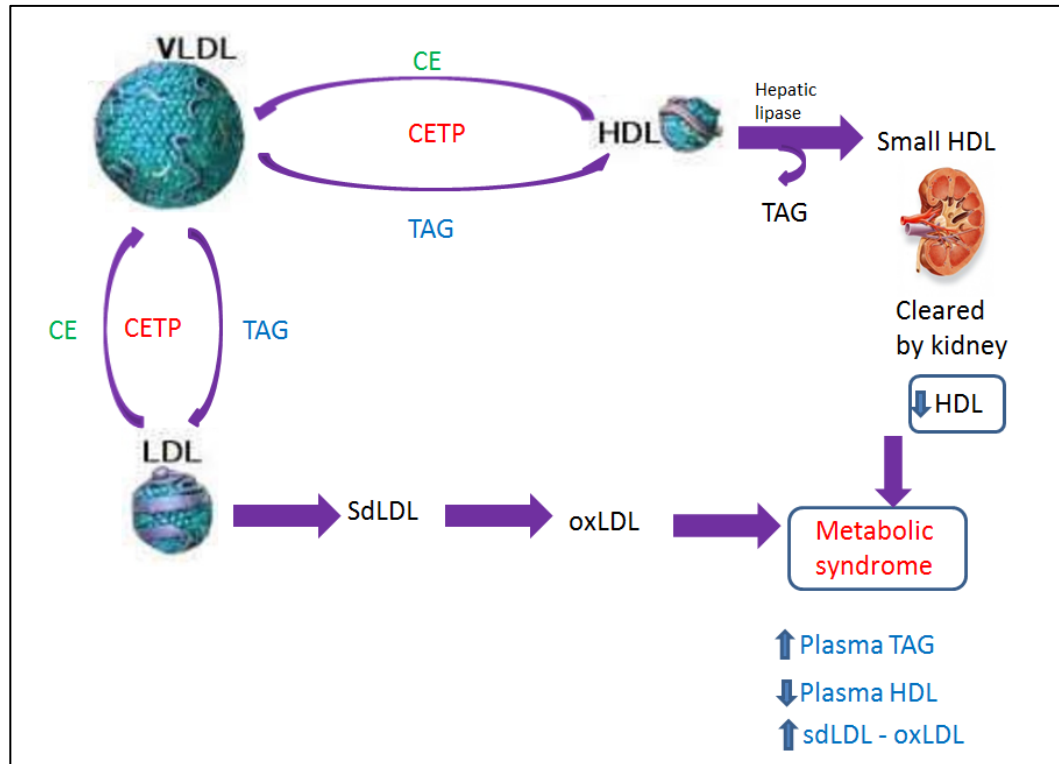 VLDL
CE
CETP
TAG
HDL
Hepatic
lipase
TAG
Small HDL
Cleared
by kidney
HDL
CE
CETP
TAG
LDL
SdLDL
oxLDL
Metabolic
syndrome
Plasma TAG
Plasma HDL
sdLDL - oxLDL